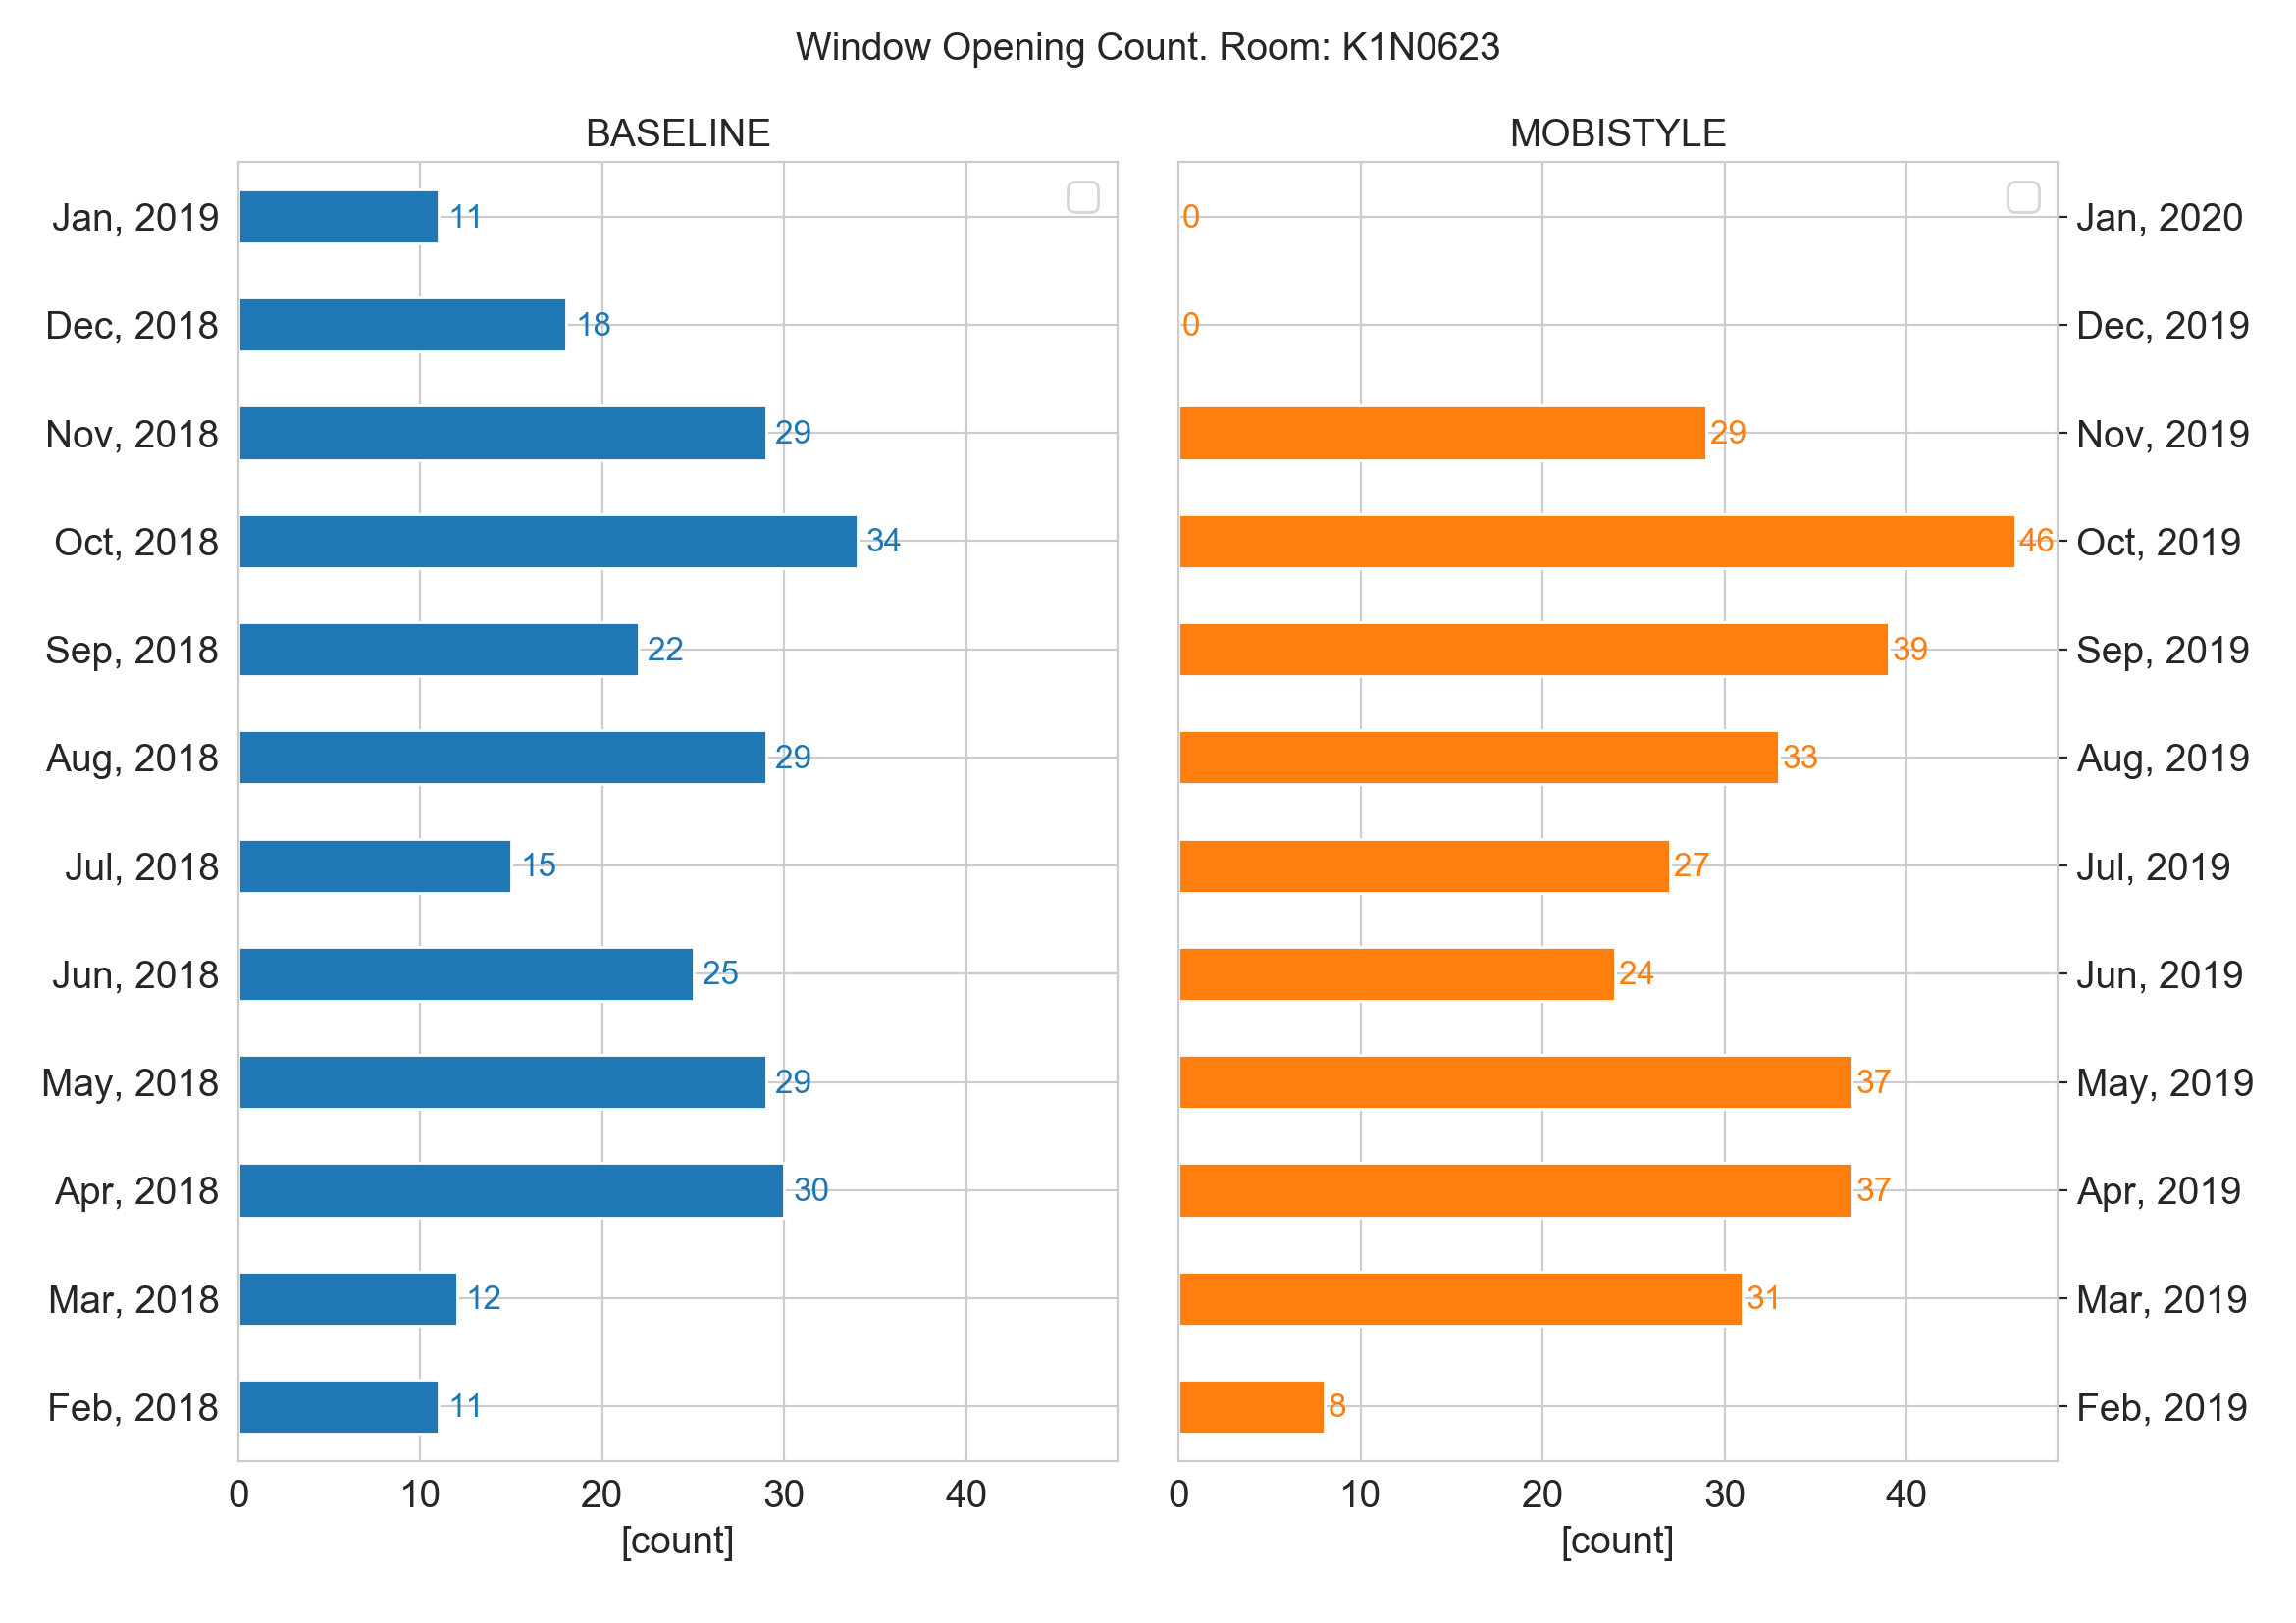 Window Opening Count. Room: K1N0623
BASELINE
Jan, 2019 11
Dec, 2018 18
Nov, 2018 29
Oct, 2018 34
Sep, 2018 22
Aug, 2018 29
Jul, 2018 15
Jun, 2018 25
May, 2018 29
Apr, 2018 30
Mar, 2018 12
Feb, 2018 11
0 10 20 30 40
[count]
MOBISTYLE
0 Jan, 2020
0 Dec, 2019
29 Nov, 2019
46 Oct, 2019
39 Sep, 2019
33 Aug, 2019
27 Jul, 2019
24 Jun, 2019
37 May, 2019
37 Apr, 2019
31 Mar, 2019
8 Feb, 2019
0 10 20 30 40
[count]